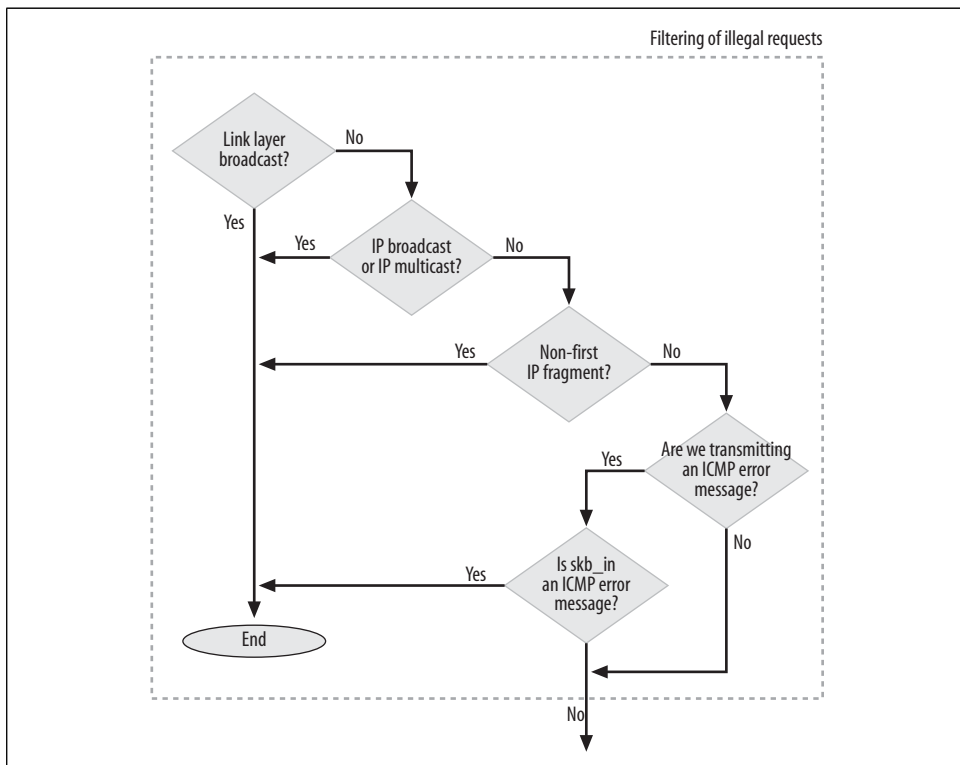 Filtering of illegal requests
Link layer
broadcast?
No
Yes
IP broadcast
or IP multicast?
Yes
No
Non-first
IP fragment?
Yes
No
Are we transmitting
an ICMP error
message?
Yes
No
Is skb_in
an ICMP error
message?
Yes
End
No